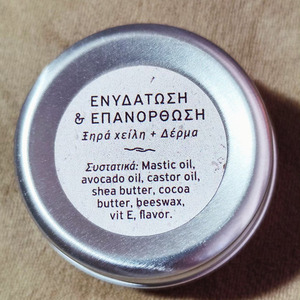 ΕΝΥΔΑΤΩΣΗ
& ΕΠΑΝΟΡΘΩΣΗ
Ξηρά χείλη + Δέρμα
Συστατικά: Mastic oil,
avocado oil, castor oil,
shea butter, cocoa
butter, beeswax,
vit E, flavor.